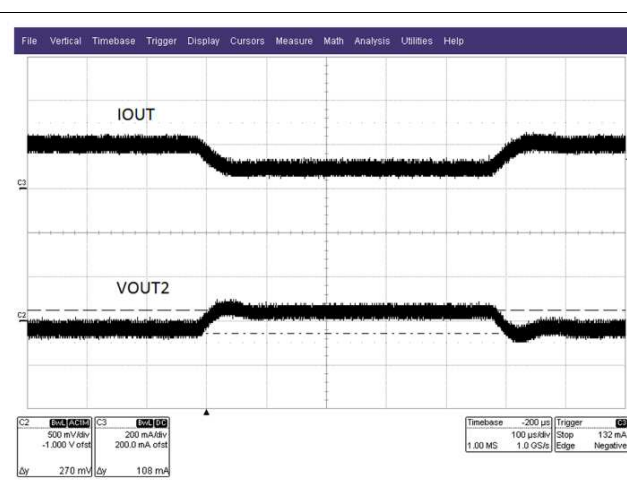 File Vertical Timebase Trigger Display Cursors Measure Math Analysis Utilities Help
IOUT
C3
VOUT2
C2
C2 BwL AC1M C3 BwL DC Timebase -200 µs Trigger C3
500 mV/div 200 mA/div 100 µs/div Stop 132 mA
-1.000 V ofst 200.0 mA ofst 1.00 MS 1.0 GS/s Edge Negative
Δy 270 mV Δy 108 mA